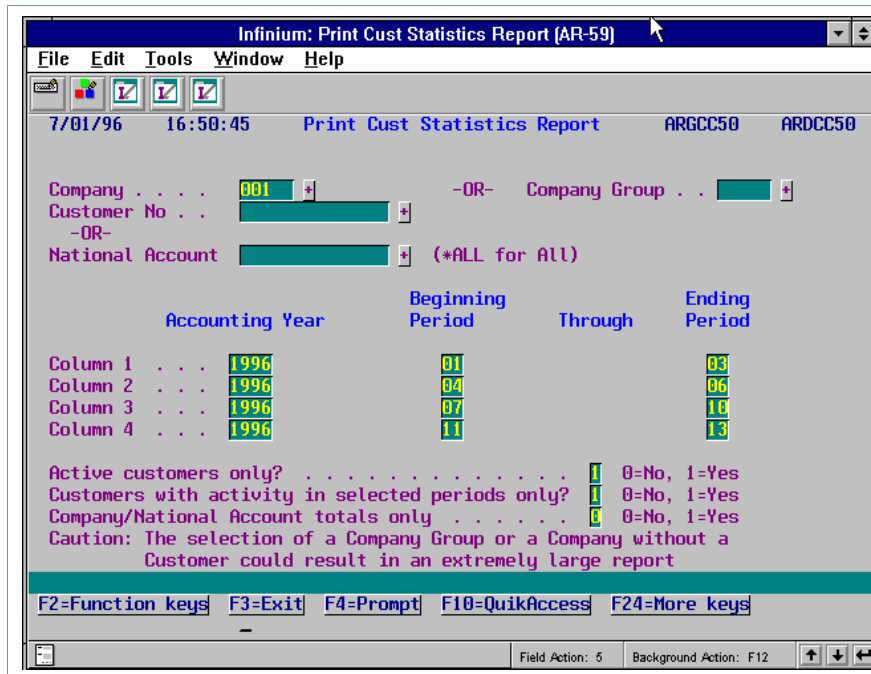 Infinium: Print Cust Statistics Report (AR-59)
File Edit Tools Window Help
7/01/96 16:50:45 Print Cust Statistics Report ARGCC50 ARDCC50
Company . . . . 001 + -OR- Company Group . . +
Customer No . . +
-OR-
National Account + (*ALL for All)
Beginning Ending
Accounting Year Period Through Period
Column 1 . . . 1996 01 03
Column 2 . . . 1996 04 06
Column 3 . . . 1996 07 10
Column 4 . . . 1996 11 13
Active customers only? . . . . . . . . . . . . . 1 0=No, 1=Yes
Customers with activity in selected periods only? 1 0=No, 1=Yes
Company/National Account totals only . . . . . . 0 0=No, 1=Yes
Caution: The selection of a Company Group or a Company without a
Customer could result in an extremely large report
F2=Function keys F3=Exit F4=Prompt F10=QuikAccess F24=More keys
Field Action: 5 Background Action: F12